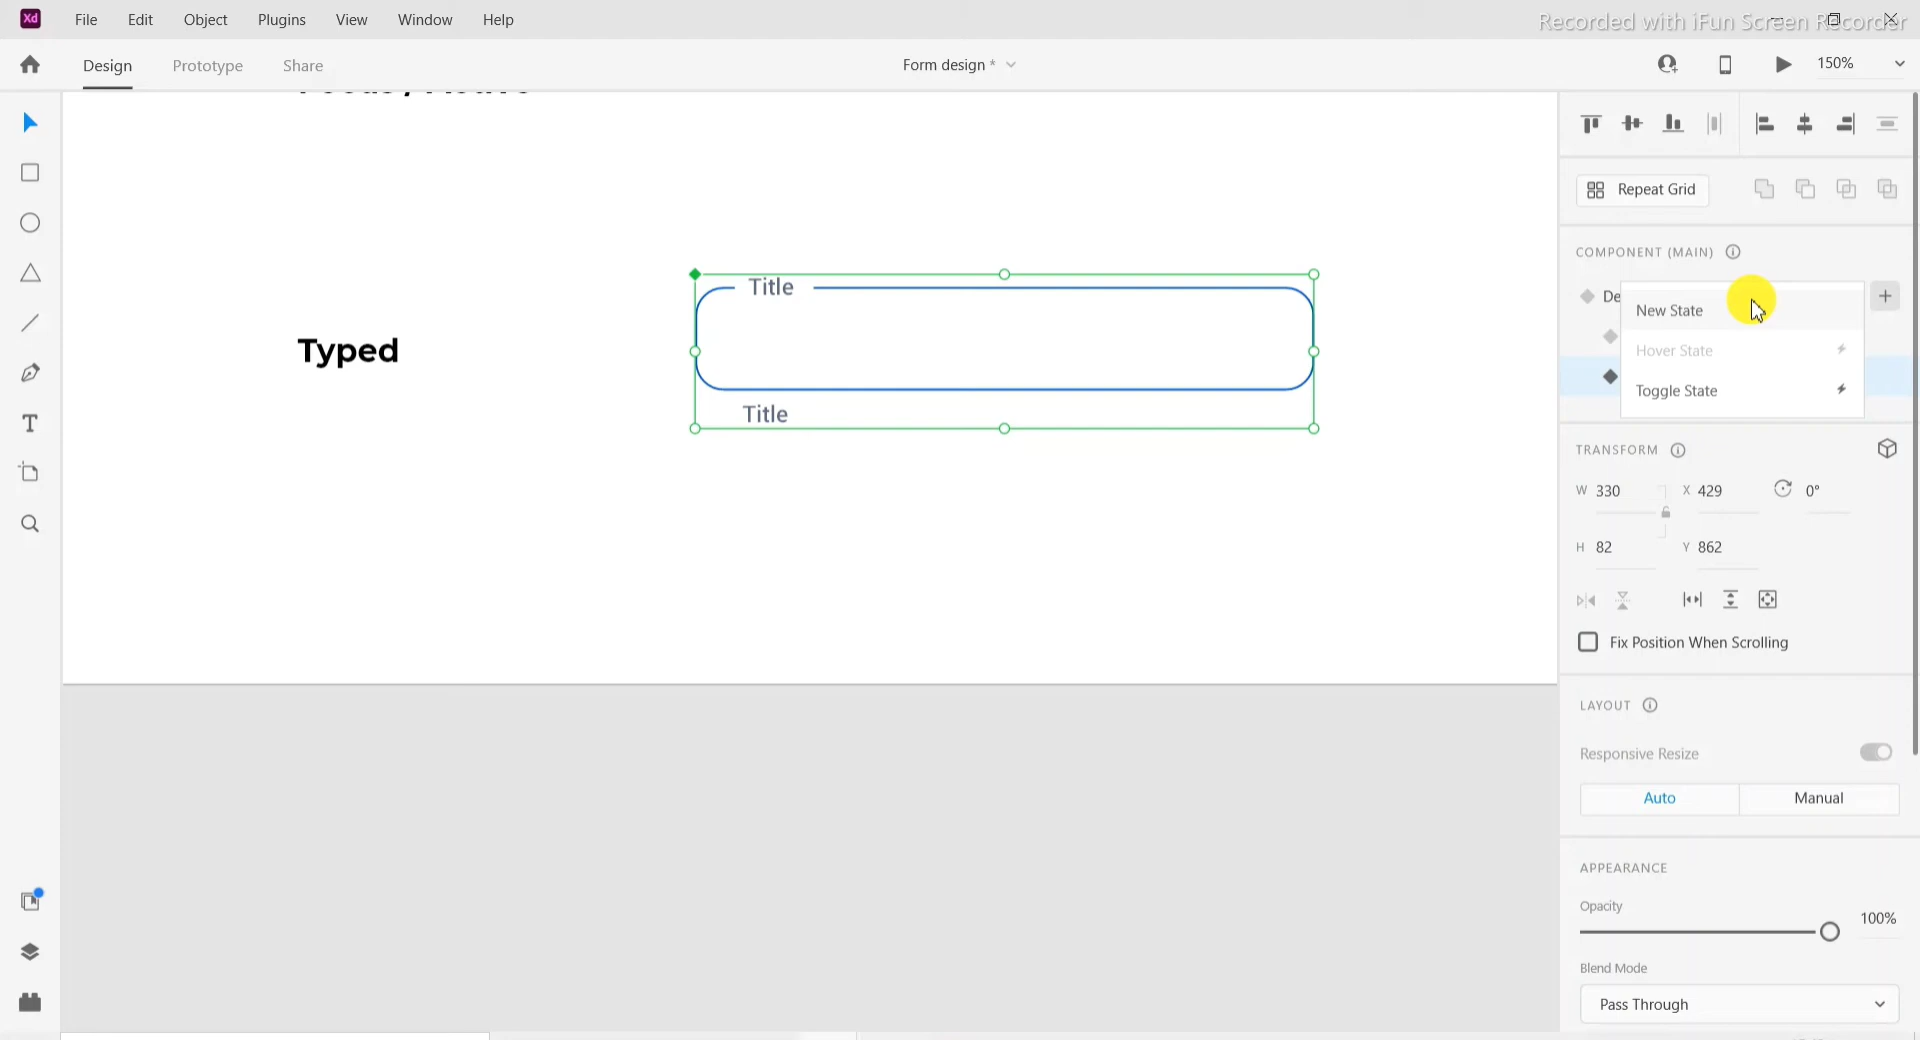 Xd File Edit Object Plugins View Window Help
Recorded with iFun Screen Recorder
Design Prototype Share
Form design *
150%
Repeat Grid
COMPONENT (MAIN)
De
New State
Hover State
Toggle State
Title
Typed
Title
TRANSFORM
W 330 X 429 0°
H 82 Y 862
Fix Position When Scrolling
LAYOUT
Responsive Resize
Auto Manual
APPEARANCE
Opacity
100%
Blend Mode
Pass Through